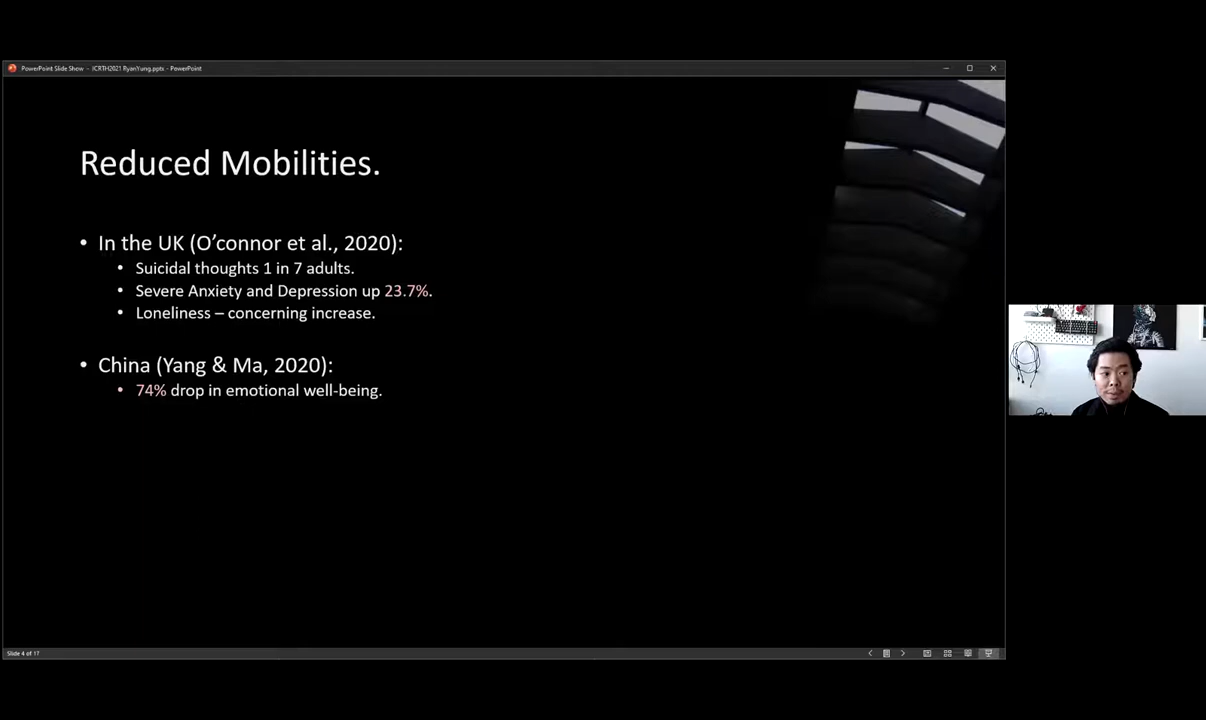 PowerPoint Slide Show - ICRTH2021 RyanYung.pptx - PowerPoint
Reduced Mobilities.
• In the UK (O’connor et al., 2020):
• Suicidal thoughts 1 in 7 adults.
• Severe Anxiety and Depression up 23.7%.
• Loneliness – concerning increase.
• China (Yang & Ma, 2020):
• 74% drop in emotional well-being.
Slide 4 of 17